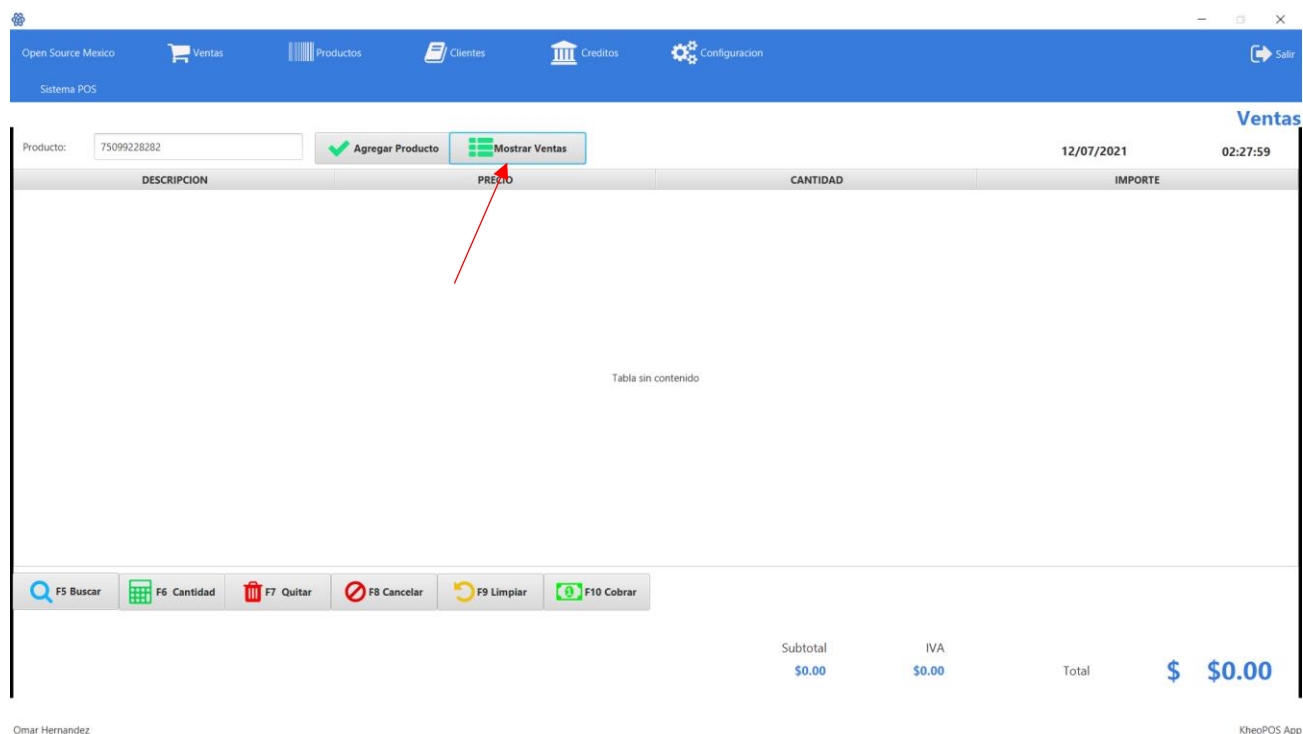 Open Source Mexico Ventas Productos Clientes Creditos Configuracion Salir
Sistema POS
Ventas
Producto: 75099228282 Agregar Producto Mostrar Ventas 12/07/2021 02:27:59
DESCRIPCION PRECIO CANTIDAD IMPORTE
Tabla sin contenido
F5 Buscar F6 Cantidad F7 Quitar F8 Cancelar F9 Limpiar F10 Cobrar
Subtotal IVA
$0.00 $0.00 Total $ $0.00
Omar Hernandez KheoPOS App